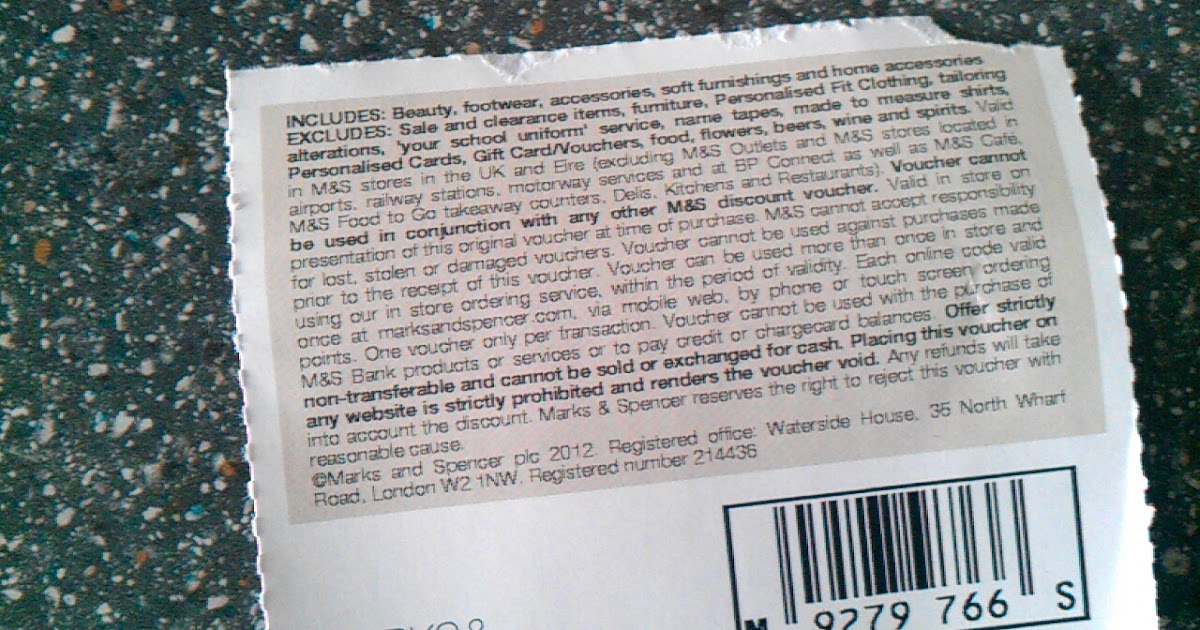 INCLUDES: Beauty, footwear, accessories, soft furnishings and home accessories
EXCLUDES: Sale and clearance items, furniture, Personalised Fit Clothing, tailoring
alterations, 'your school uniform' service, name tapes, made to measure shirts,
Personalised Cards, Gift Card/Vouchers, food, flowers, beers, wine and spirits. Valid
in M&S stores in the UK and Eire (excluding M&S Outlets and M&S stores located in
airports, railway stations, motorway services and at BP Connect as well as M&S Café,
M&S Food to Go takeaway counters, Delis, Kitchens and Restaurants). Voucher cannot
be used in conjunction with any other M&S discount voucher. Valid in store on
presentation of this original voucher at time of purchase. M&S cannot accept responsibility
for lost, stolen or damaged vouchers. Voucher cannot be used against purchases made
prior to the receipt of this voucher. Voucher can be used more than once in store and
using our in store ordering service, within the period of validity. Each online code valid
once at marksandspencer.com, via mobile web, by phone or touch screen ordering
points. One voucher only per transaction. Voucher cannot be used with the purchase of
M&S Bank products or services or to pay credit or chargecard balances. Offer strictly
non-transferable and cannot be sold or exchanged for cash. Placing this voucher on
any website is strictly prohibited and renders the voucher void. Any refunds will take
into account the discount. Marks & Spencer reserves the right to reject this voucher with
reasonable cause.
©Marks and Spencer plc 2012. Registered office: Waterside House, 35 North Wharf
Road, London W2 1NW. Registered number 214436
M 9279 766 S